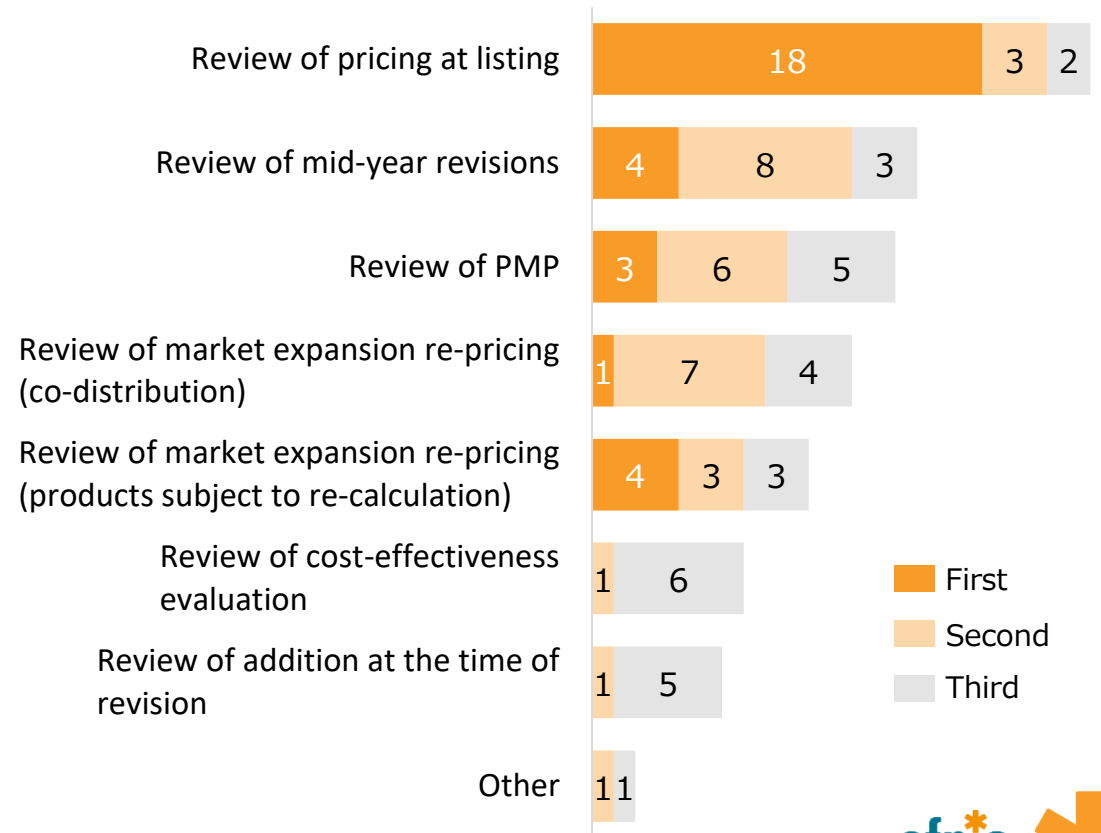 Review of pricing at listing
18 3 2
Review of mid-year revisions
4 8 3
Review of PMP
3 6 5
Review of market expansion re-pricing
(co-distribution)
1 7 4
Review of market expansion re-pricing
(products subject to re-calculation)
4 3 3
Review of cost-effectiveness
evaluation
1 6
Review of addition at the time of
revision
1 5
Other
1 1
First
Second
Third